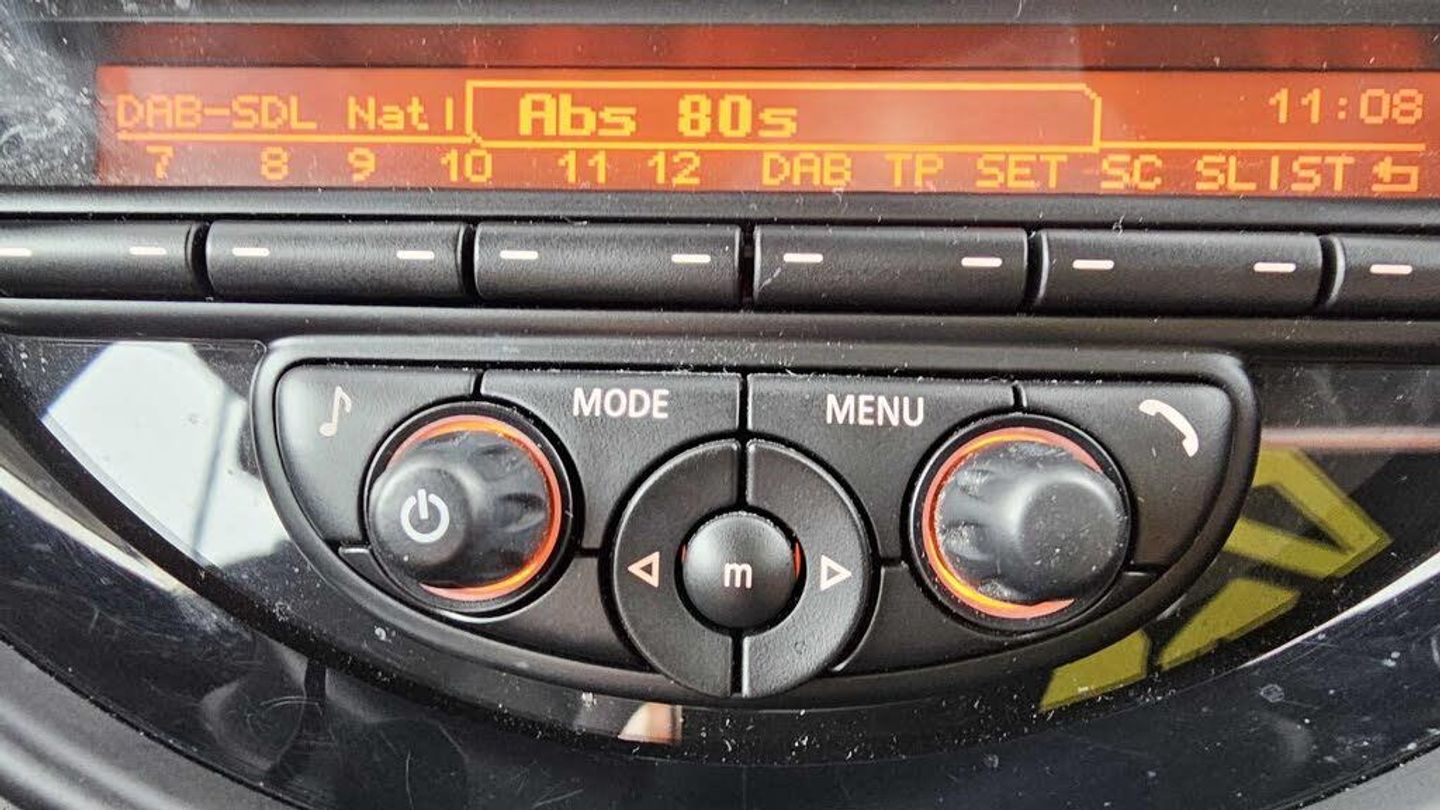 DAB-SDL Natl Abs 80s 11:08
7 8 9 10 11 12 DAB TP SET SC SLIST
MODE MENU
m